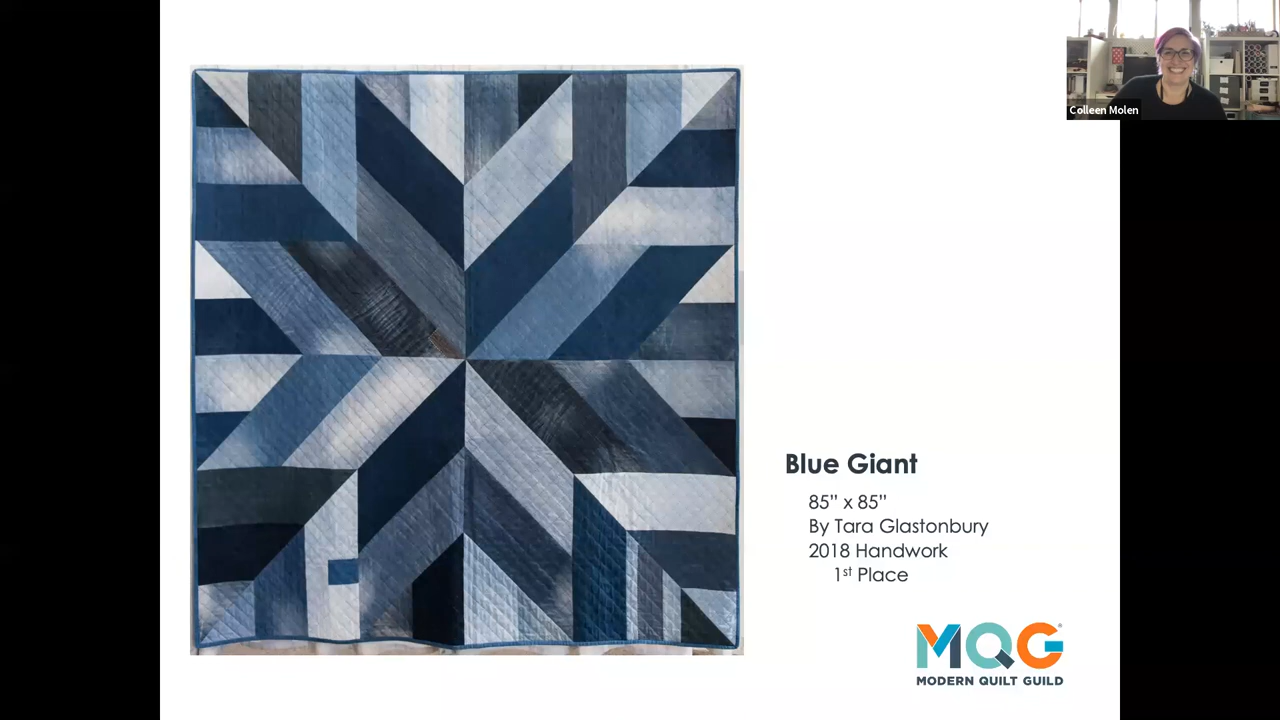 Colleen Molen
Blue Giant
85” x 85”
By Tara Glastonbury
2018 Handwork
1st Place
MQG®
MODERN QUILT GUILD